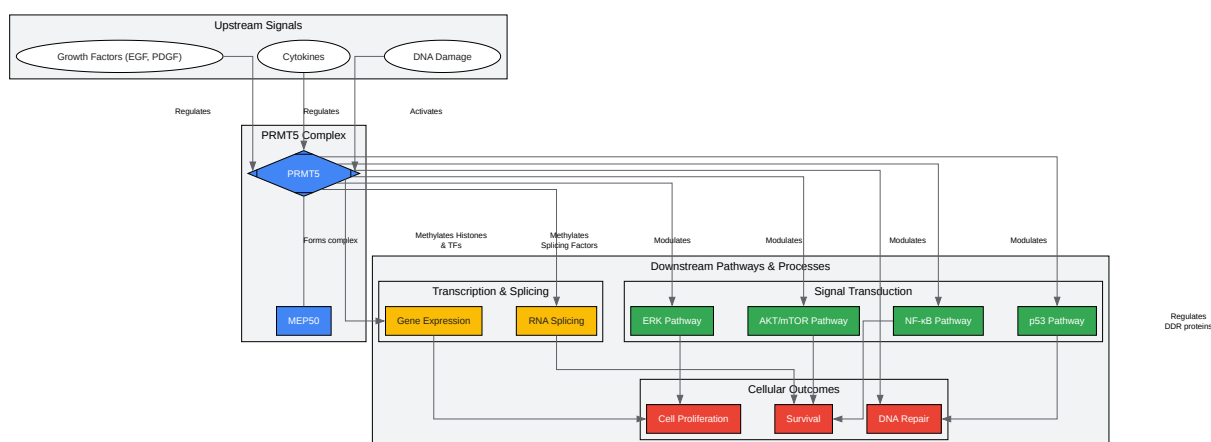 Upstream Signals
Growth Factors (EGF, PDGF)
Cytokines
DNA Damage
Regulates
Regulates
Activates
PRMT5 Complex
PRMT5
Forms complex
Methylates Histones
& TFs
Methylates
Splicing Factors
Modulates
Modulates
Modulates
Modulates
Downstream Pathways & Processes
Transcription & Splicing
Signal Transduction
MEP50
Gene Expression
RNA Splicing
ERK Pathway
AKT/mTOR Pathway
NF-κB Pathway
p53 Pathway
Regulates
DDR proteins
Cellular Outcomes
Cell Proliferation
Survival
DNA Repair